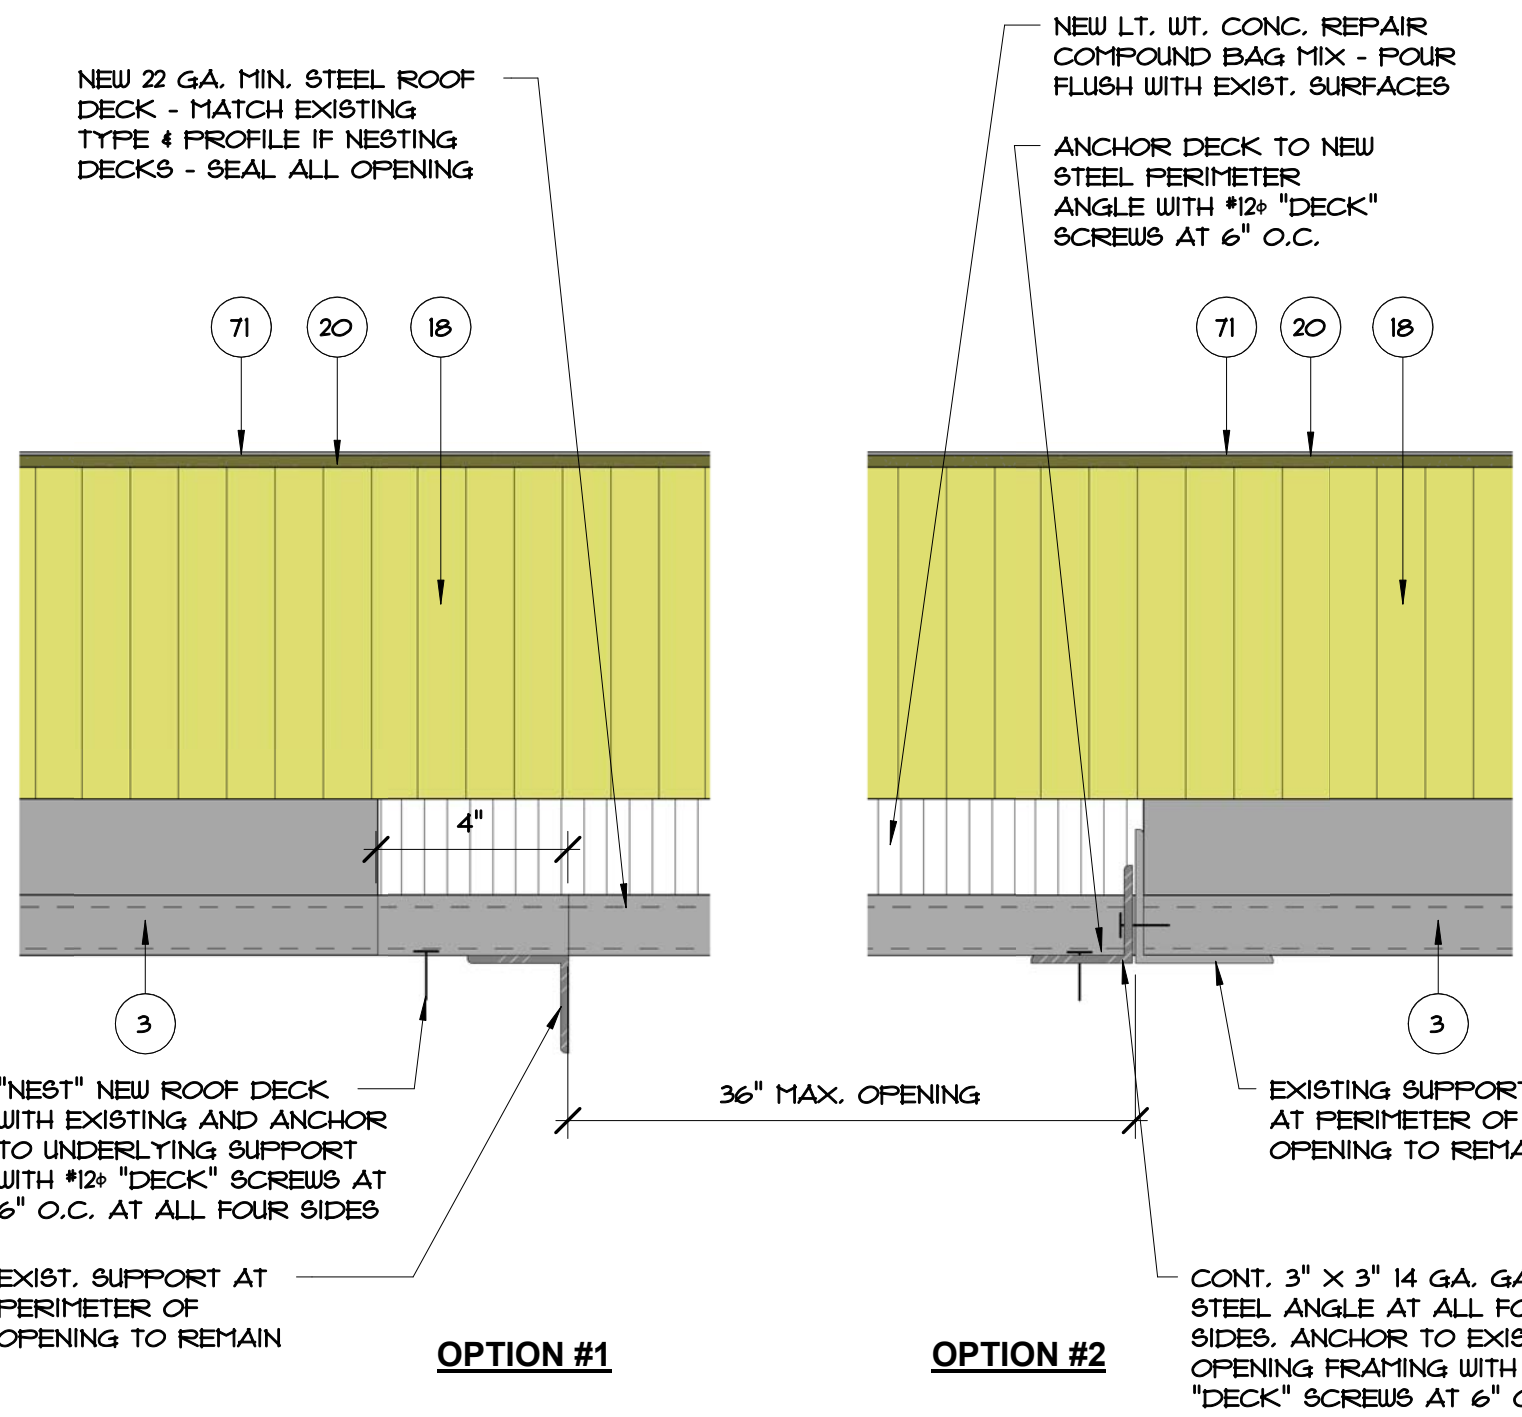 NEW 22 GA. MIN. STEEL ROOF
DECK - MATCH EXISTING
TYPE & PROFILE IF NESTING
DECKS - SEAL ALL OPENING
NEW LT. WT. CONC. REPAIR
COMPOUND BAG MIX - POUR
FLUSH WITH EXIST. SURFACES
ANCHOR DECK TO NEW
STEEL PERIMETER
ANGLE WITH #12φ "DECK"
SCREWS AT 6" O.C.
71
20
18
71
20
18
4"
3
3
"NEST" NEW ROOF DECK
WITH EXISTING AND ANCHOR
TO UNDERLYING SUPPORT
WITH #12φ "DECK" SCREWS AT
6" O.C. AT ALL FOUR SIDES
36" MAX. OPENING
EXISTING SUPPORT
AT PERIMETER OF
OPENING TO
EXIST. SUPPORT AT
PERIMETER OF
OPENING TO REMAIN
CONT. 3" X 3" 14 GA.
STEEL ANGLE AT ALL
SIDES. ANCHOR TO
OPENING FRAMING WITH
"DECK" SCREWS AT 6"
OPTION #1
OPTION #2